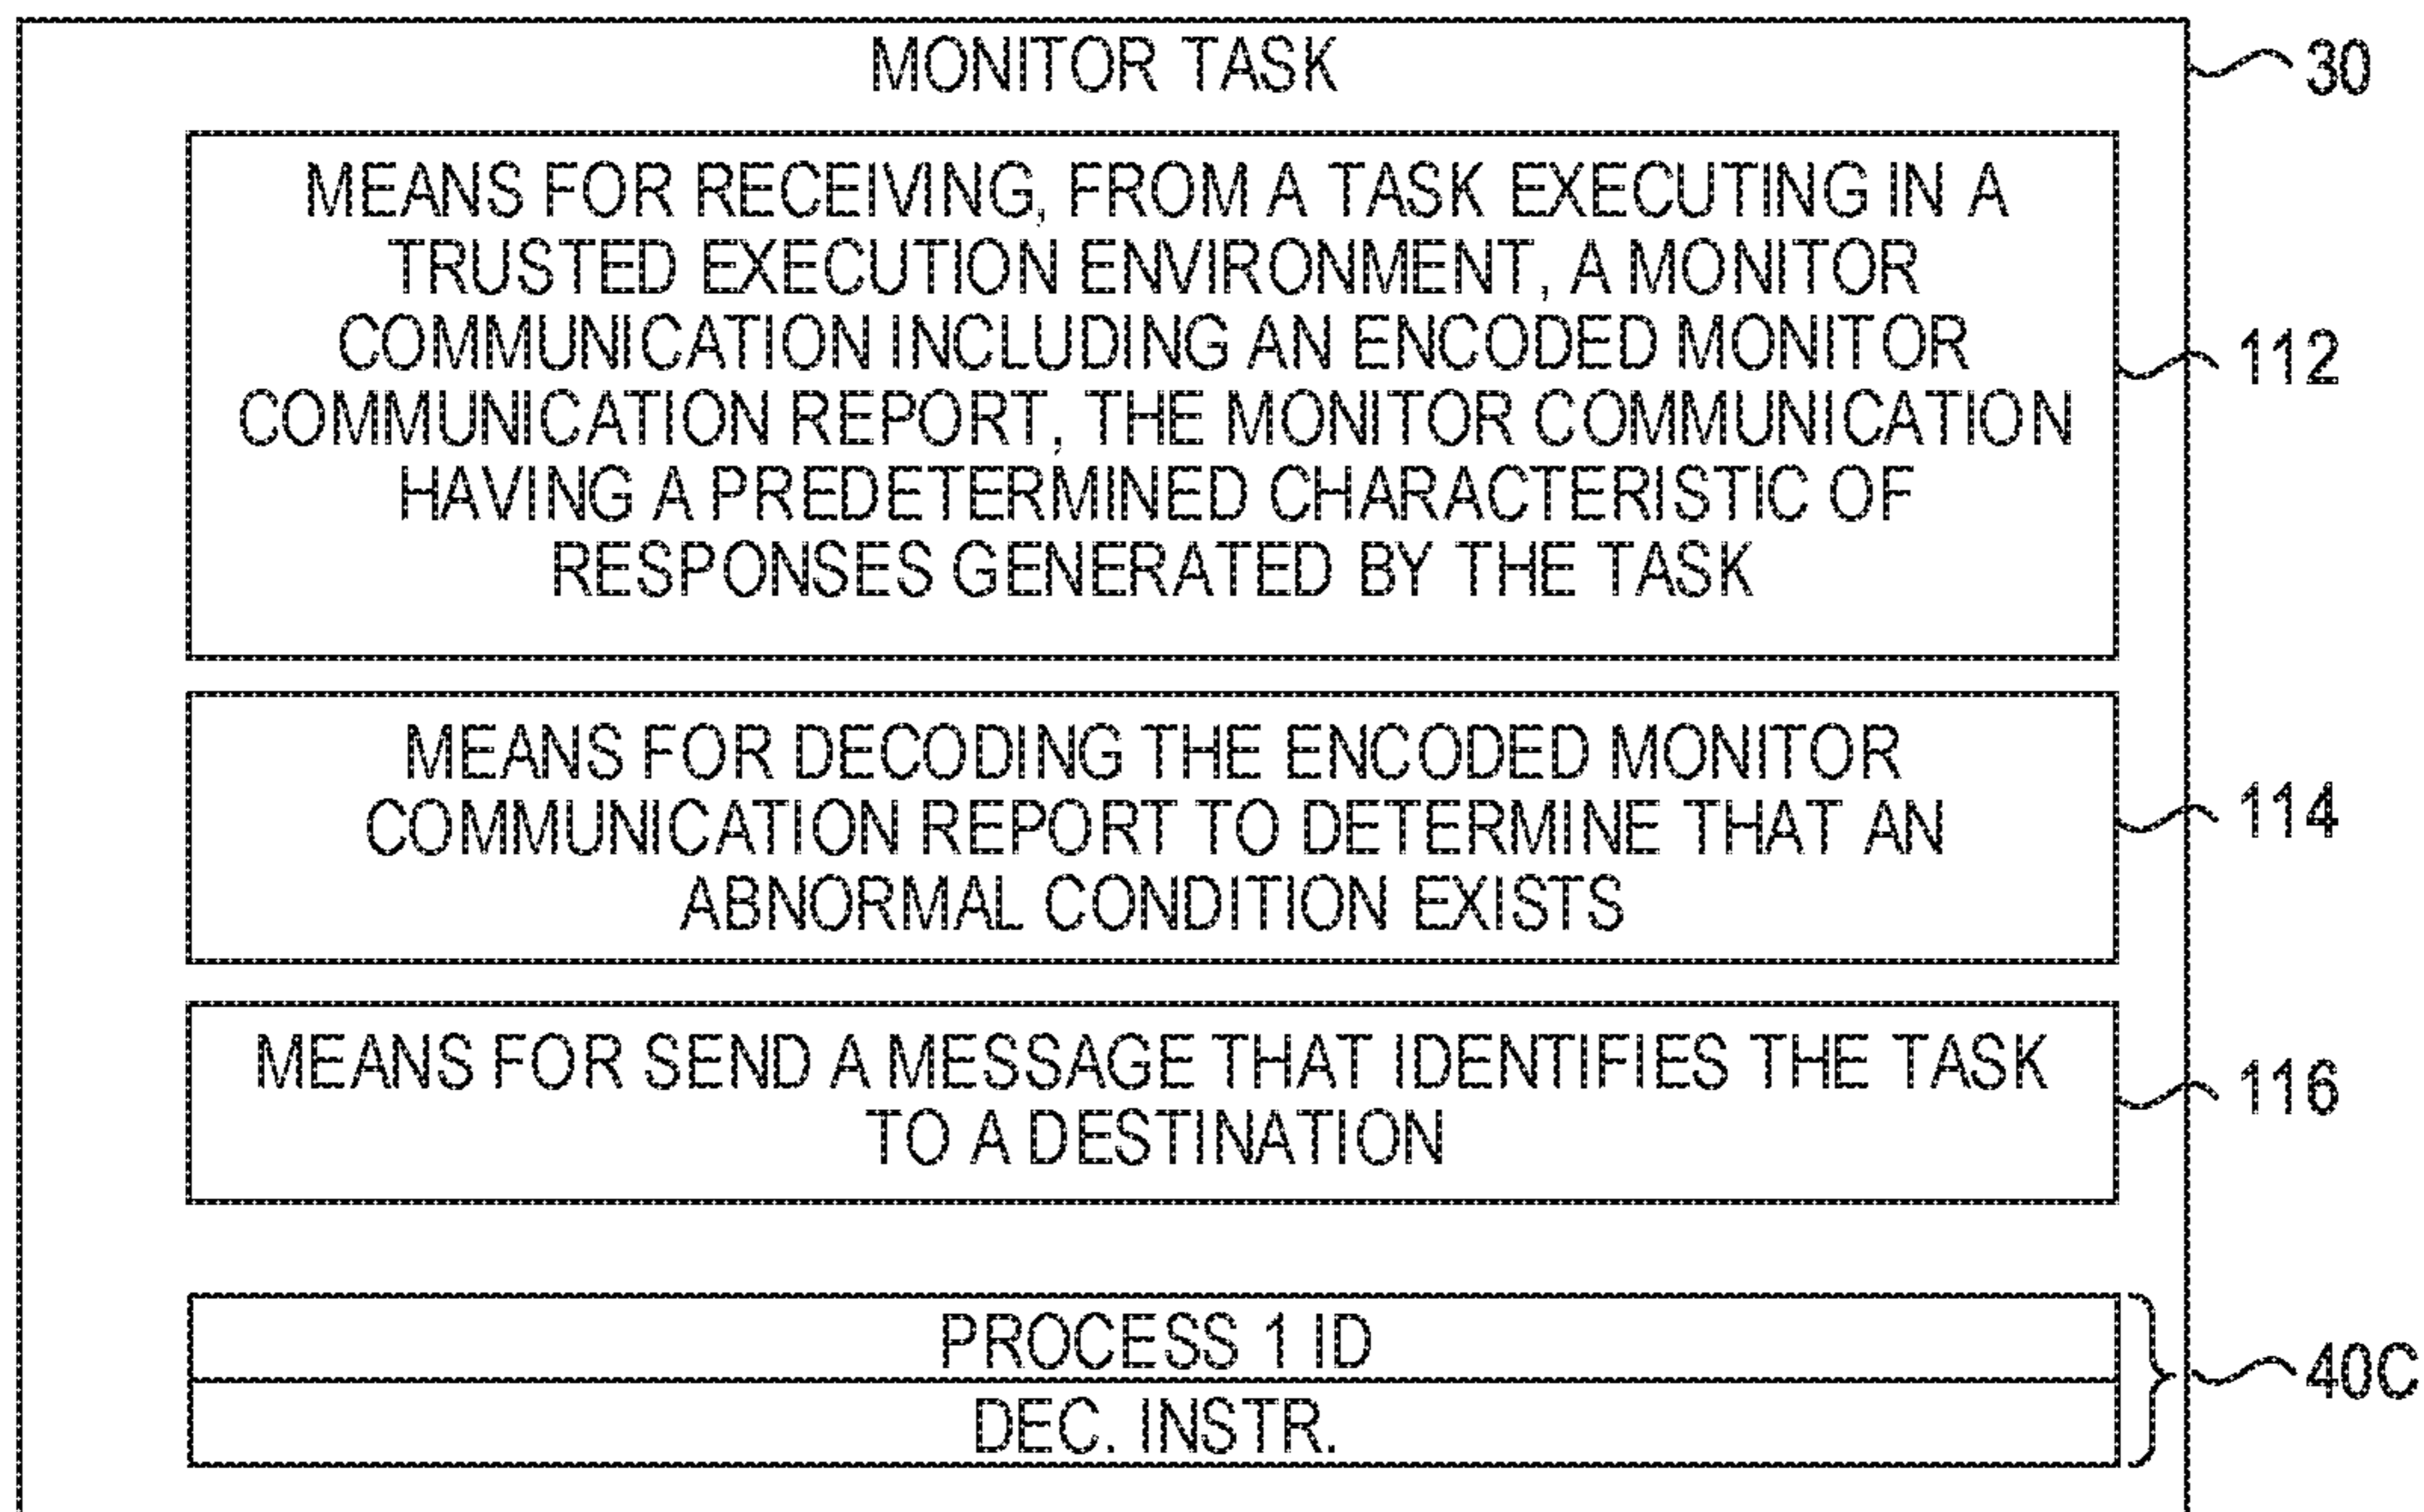 MONITOR TASK
30
MEANS FOR RECEIVING, FROM A TASK EXECUTING IN A
TRUSTED EXECUTION ENVIRONMENT, A MONITOR
COMMUNICATION INCLUDING AN ENCODED MONITOR
COMMUNICATION REPORT, THE MONITOR COMMUNICATION
HAVING A PREDETERMINED CHARACTERISTIC OF
RESPONSES GENERATED BY THE TASK
112
MEANS FOR DECODING THE ENCODED MONITOR
COMMUNICATION REPORT TO DETERMINE THAT AN
ABNORMAL CONDITION EXISTS
114
MEANS FOR SEND A MESSAGE THAT IDENTIFIES THE TASK
TO A DESTINATION
116
PROCESS 1 ID
DEC. INSTR.
40C